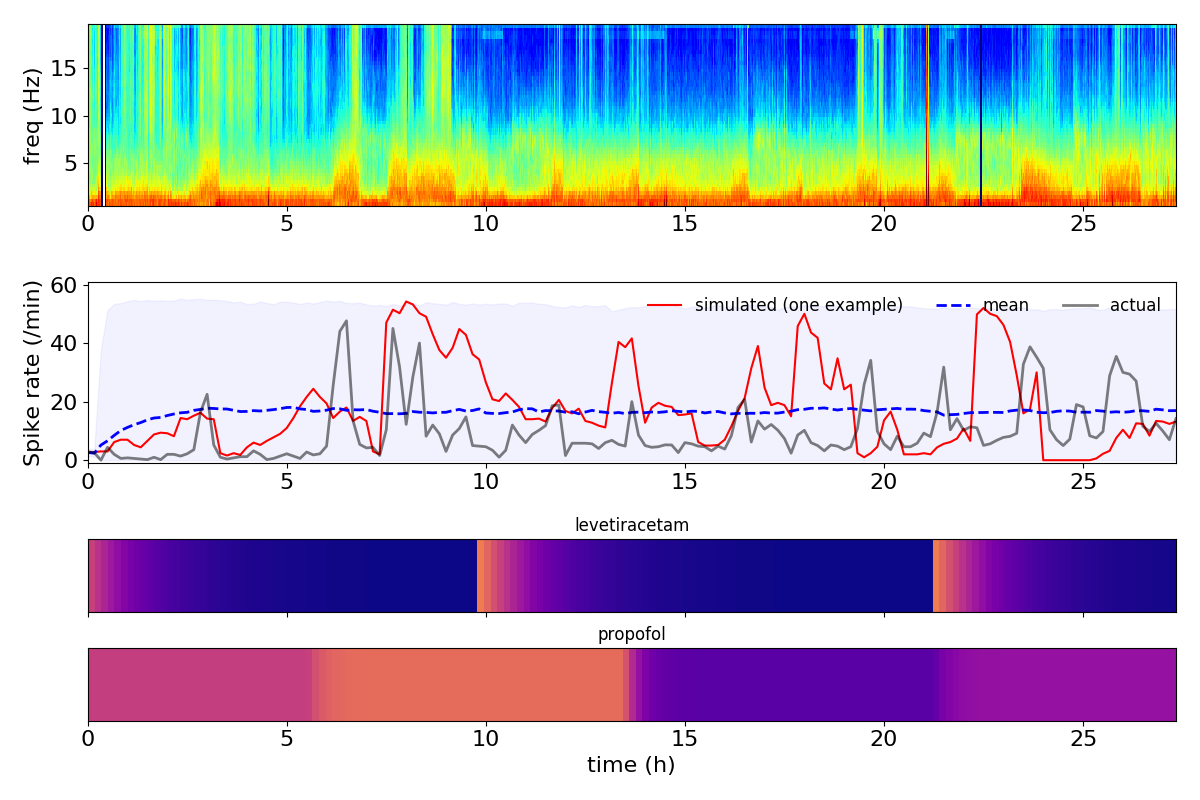 freq (Hz)
15
10
5
0 5 10 15 20 25
Spike rate (/min)
60
40
20
0
simulated (one example) mean actual
0 5 10 15 20 25
levetiracetam
propofol
0 5 10 15 20 25
time (h)